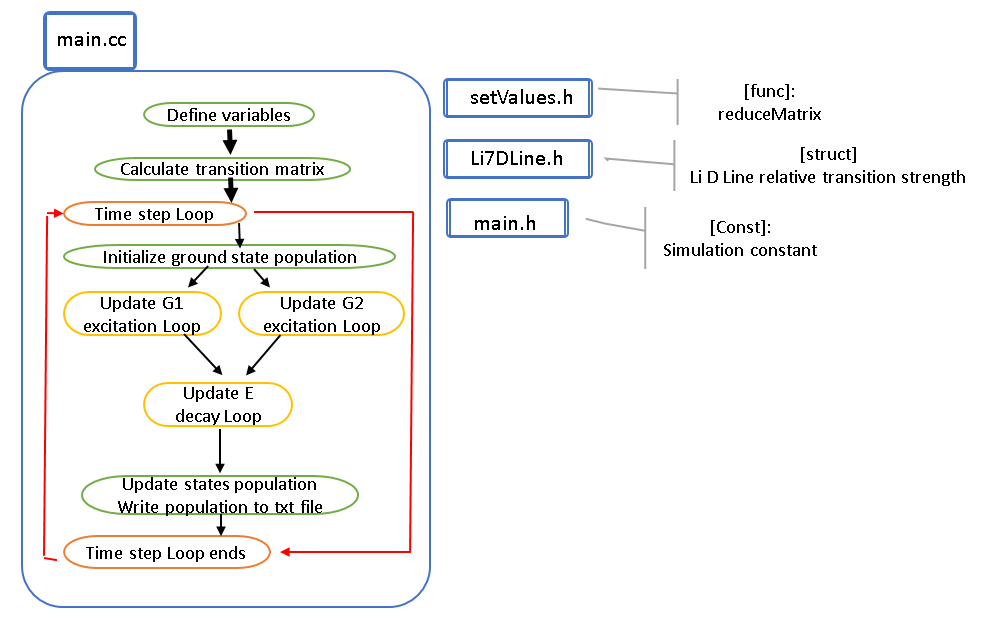 main.cc
Define variables
Calculate transition matrix
Time step Loop
Initialize ground state population
Update G1
excitation Loop
Update G2
excitation Loop
Update E
decay Loop
Update states population
Write population to txt file
Time step Loop ends
setValues.h
[func]:
reduceMatrix
Li7DLine.h
[struct]
Li D Line relative transition strength
main.h
[Const]:
Simulation constant